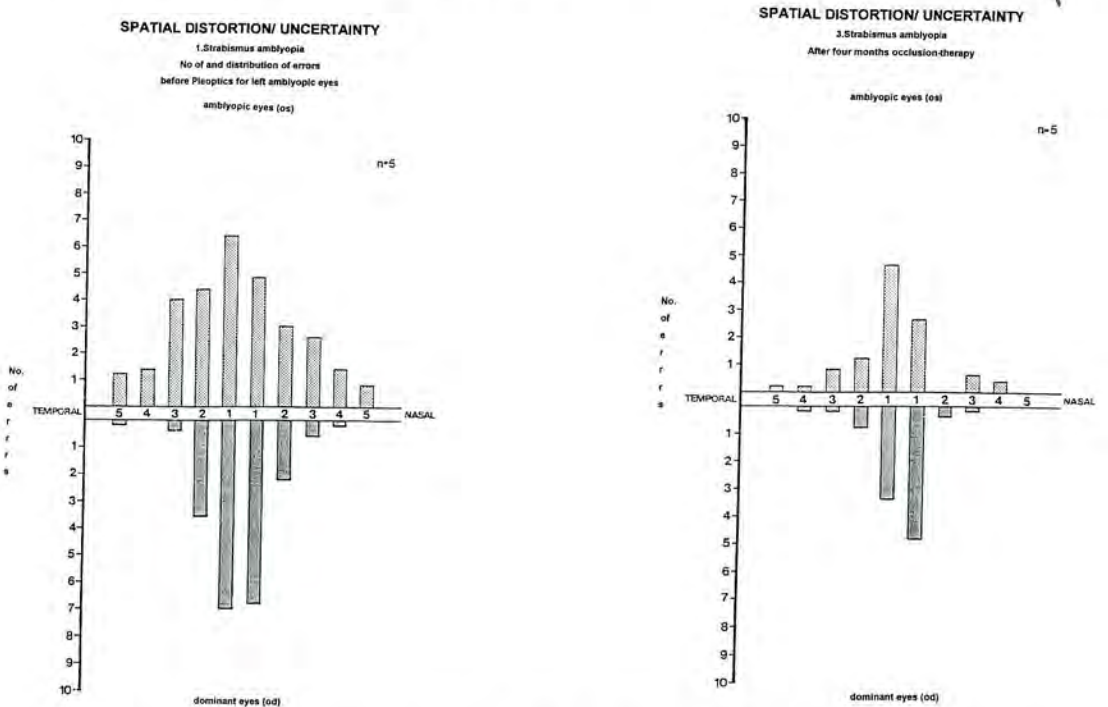 SPATIAL DISTORTION/ UNCERTAINTY
1.Strabismus amblyopia
No of and distribution of errors
before Pleoptics for left amblyopic eyes
amblyopic eyes (os)
n=5
10
9
8
7
6
5
4
3
2
1
No.
of
e
r
r
r
s
TEMPORAL 5 4 3 2 1 1 2 3 4 5 NASAL
1
2
3
4
5
6
7
8
9
10
dominant eyes (od)
SPATIAL DISTORTION/ UNCERTAINTY
3.Strabismus amblyopia
After four months occlusion-therapy
amblyopic eyes (os)
n=5
10
9
8
7
6
5
4
3
2
1
No.
of
e
r
r
r
s
TEMPORAL 5 4 3 2 1 1 2 3 4 5 NASAL
1
2
3
4
5
6
7
8
9
10
dominant eyes (od)